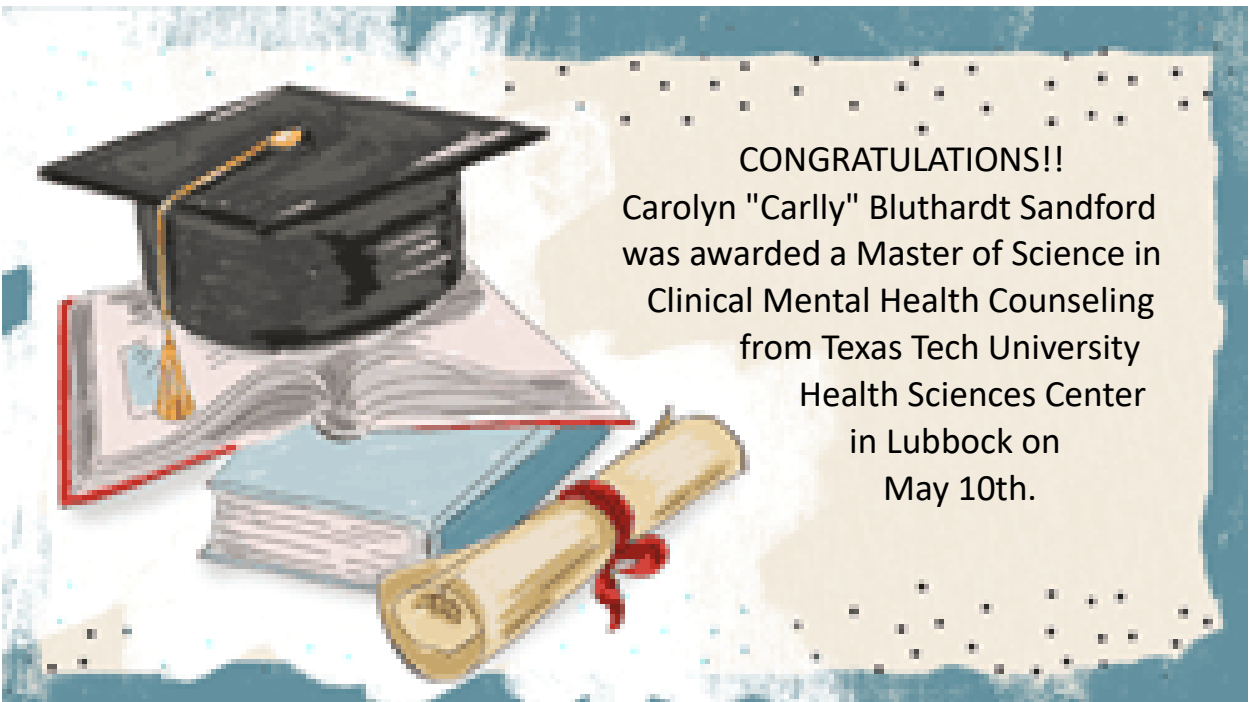 CONGRATULATIONS!!
Carolyn "Carlly" Bluthardt Sandford
was awarded a Master of Science in
Clinical Mental Health Counseling
from Texas Tech University
Health Sciences Center
in Lubbock on
May 10th.